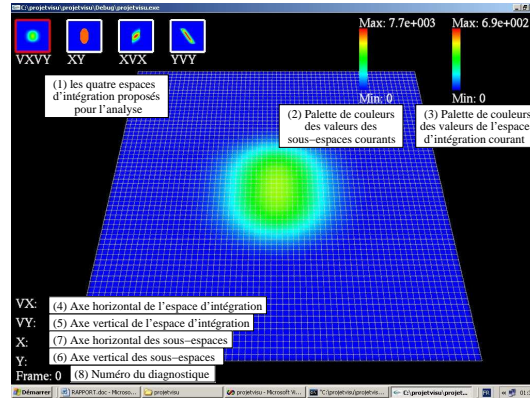 C:\projetvisu\projetvisu\Debug\projetvisu.exe
VXVY XY XVX YVY
Max: 7.7e+003 Max: 6.9e+002
Min: 0 Min: 0
(1) les quatre espaces
d'intégration proposés
pour l'analyse
(2) Palette de couleurs
des valeurs des
sous−espaces courants
(3) Palette de couleurs
des valeurs de l'espace
d'intégration courant
VX: (4) Axe horizontal de l'espace d'intégration
VY: (5) Axe vertical de l'espace d'intégration
X: (7) Axe horizontal des sous−espaces
Y: (6) Axe vertical des sous−espaces
Frame: 0 (8) Numéro du diagnostique
Démarrer RAPPORT.doc - Microso... projetvisu projetvisu - Microsoft Vi... "C:\projetvisu\projetvis... C:\projetvisu\projet... FR